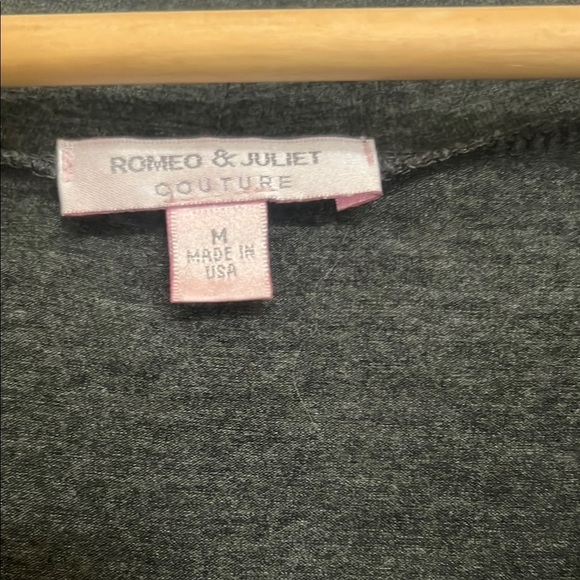 ROMEO & JULIET
COUTURE
M
MADE IN
USA